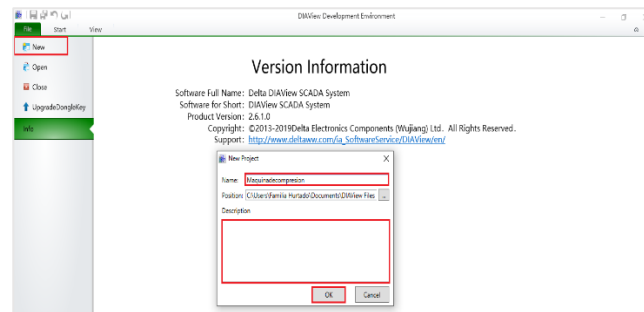 DIAView Development Environment
File Start View
New
Open
Close
UpgradeDongleKey
Info
Version Information
Software Full Name: Delta DIAView SCADA System
Software for Short: DIAView SCADA System
Product Version: 2.6.1.0
Copyright: ©2013-2019Delta Electronics Components (Wujiang) Ltd. All Rights Reserved.
Support: http://www.deltaww.com/ia_SoftwareService/DIAView/en/
New Project
Name: Maquinadecompresion
Position: C:\Users\Familia Hurtado\Documents\DIAView Files ...
Description
OK Cancel